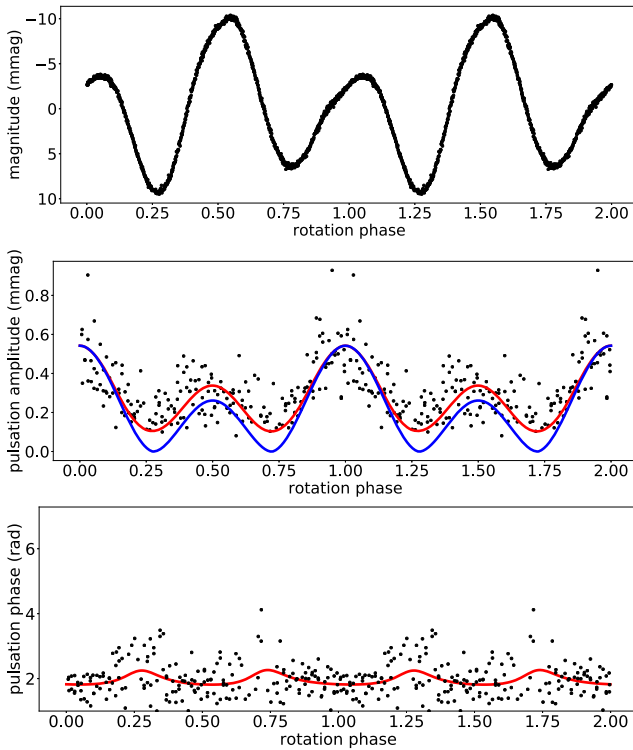 magnitude (mmag)
−10
−5
0
5
10
0.00 0.25 0.50 0.75 1.00 1.25 1.50 1.75 2.00
rotation phase
pulsation amplitude (mmag)
0.8
0.6
0.4
0.2
0.0
0.00 0.25 0.50 0.75 1.00 1.25 1.50 1.75 2.00
rotation phase
pulsation phase (rad)
6
4
2
0.00 0.25 0.50 0.75 1.00 1.25 1.50 1.75 2.00
rotation phase